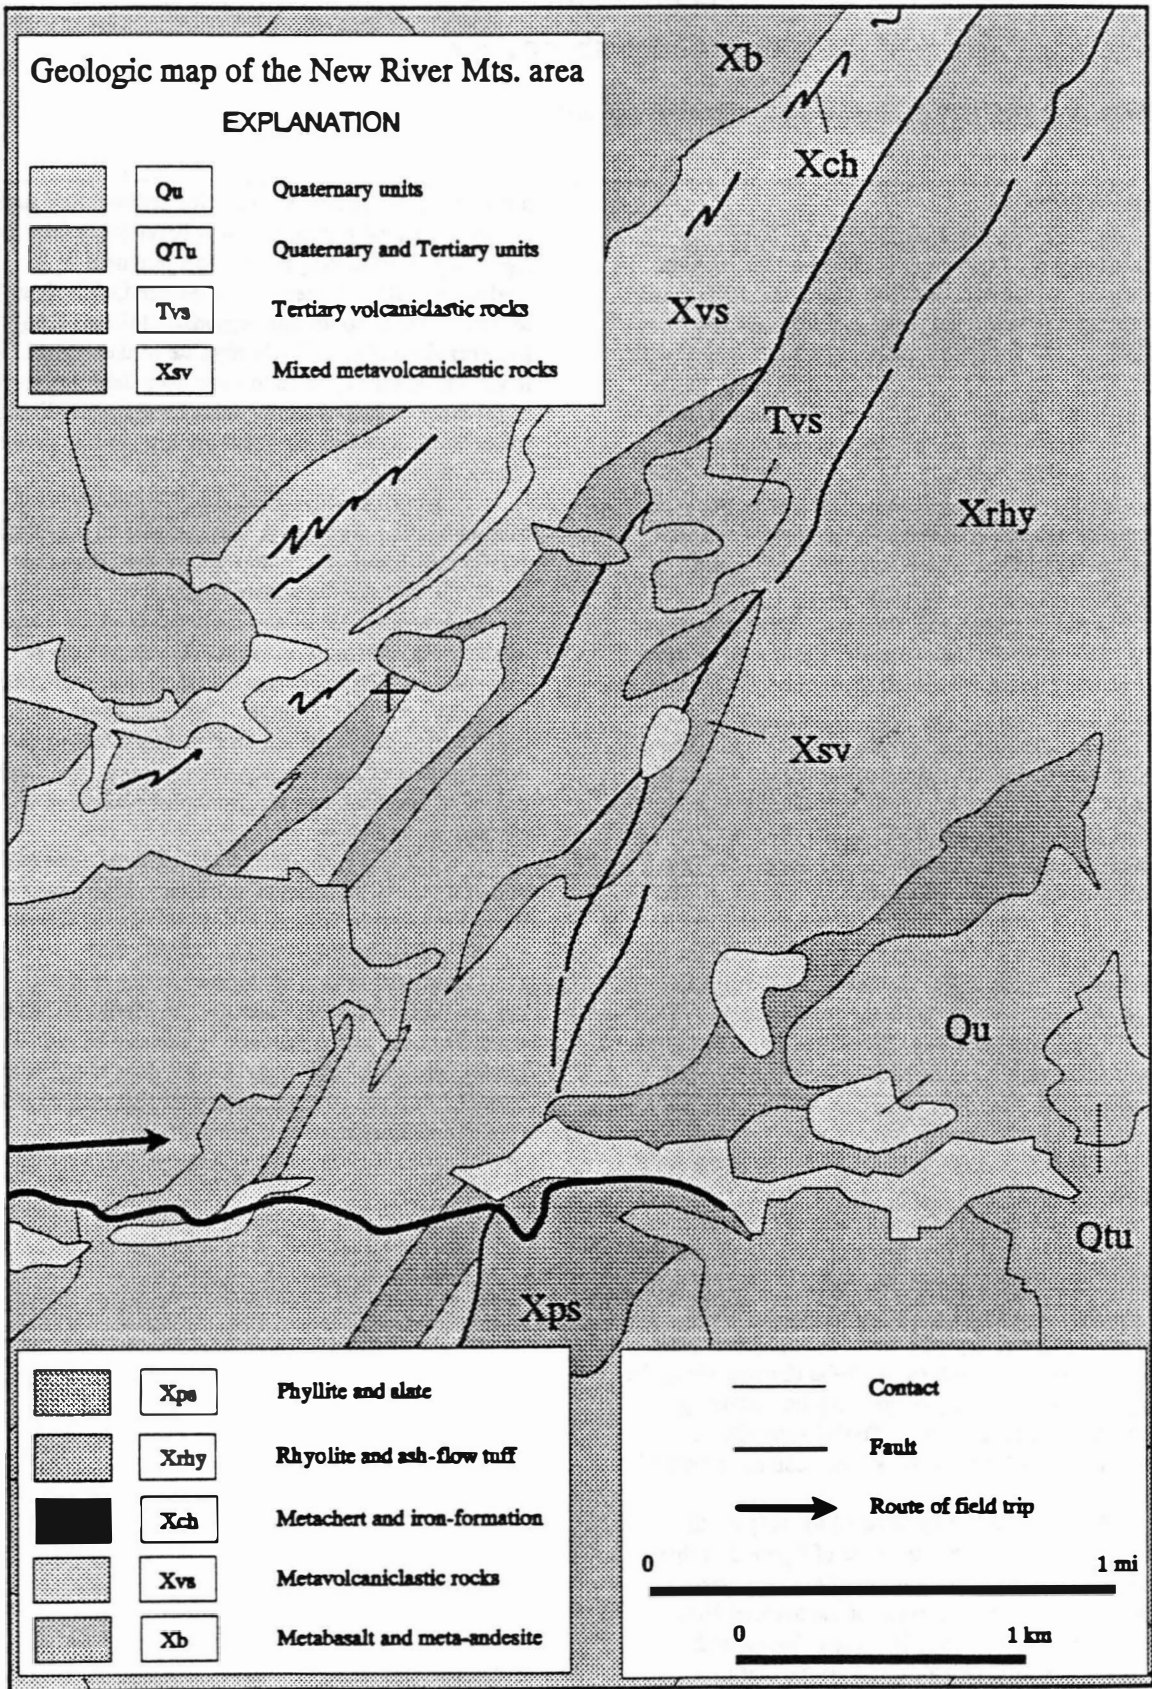 Geologic map of the New River Mts. area
EXPLANATION
Qu Quaternary units
QTu Quaternary and Tertiary units
Tvs Tertiary volcaniclastic rocks
Xsv Mixed metavolcaniclastic rocks
Xb
Xch
Xvs
Tvs
Xrhy
Xsv
Qu
Qtu
Xps
Xps Phyllite and slate
Xrhy Rhyolite and ash-flow tuff
Xch Metachert and iron-formation
Xvs Metavolcaniclastic rocks
Xb Metabasalt and meta-andesite
Contact
Fault
Route of field trip
0 1 mi
0 1 km